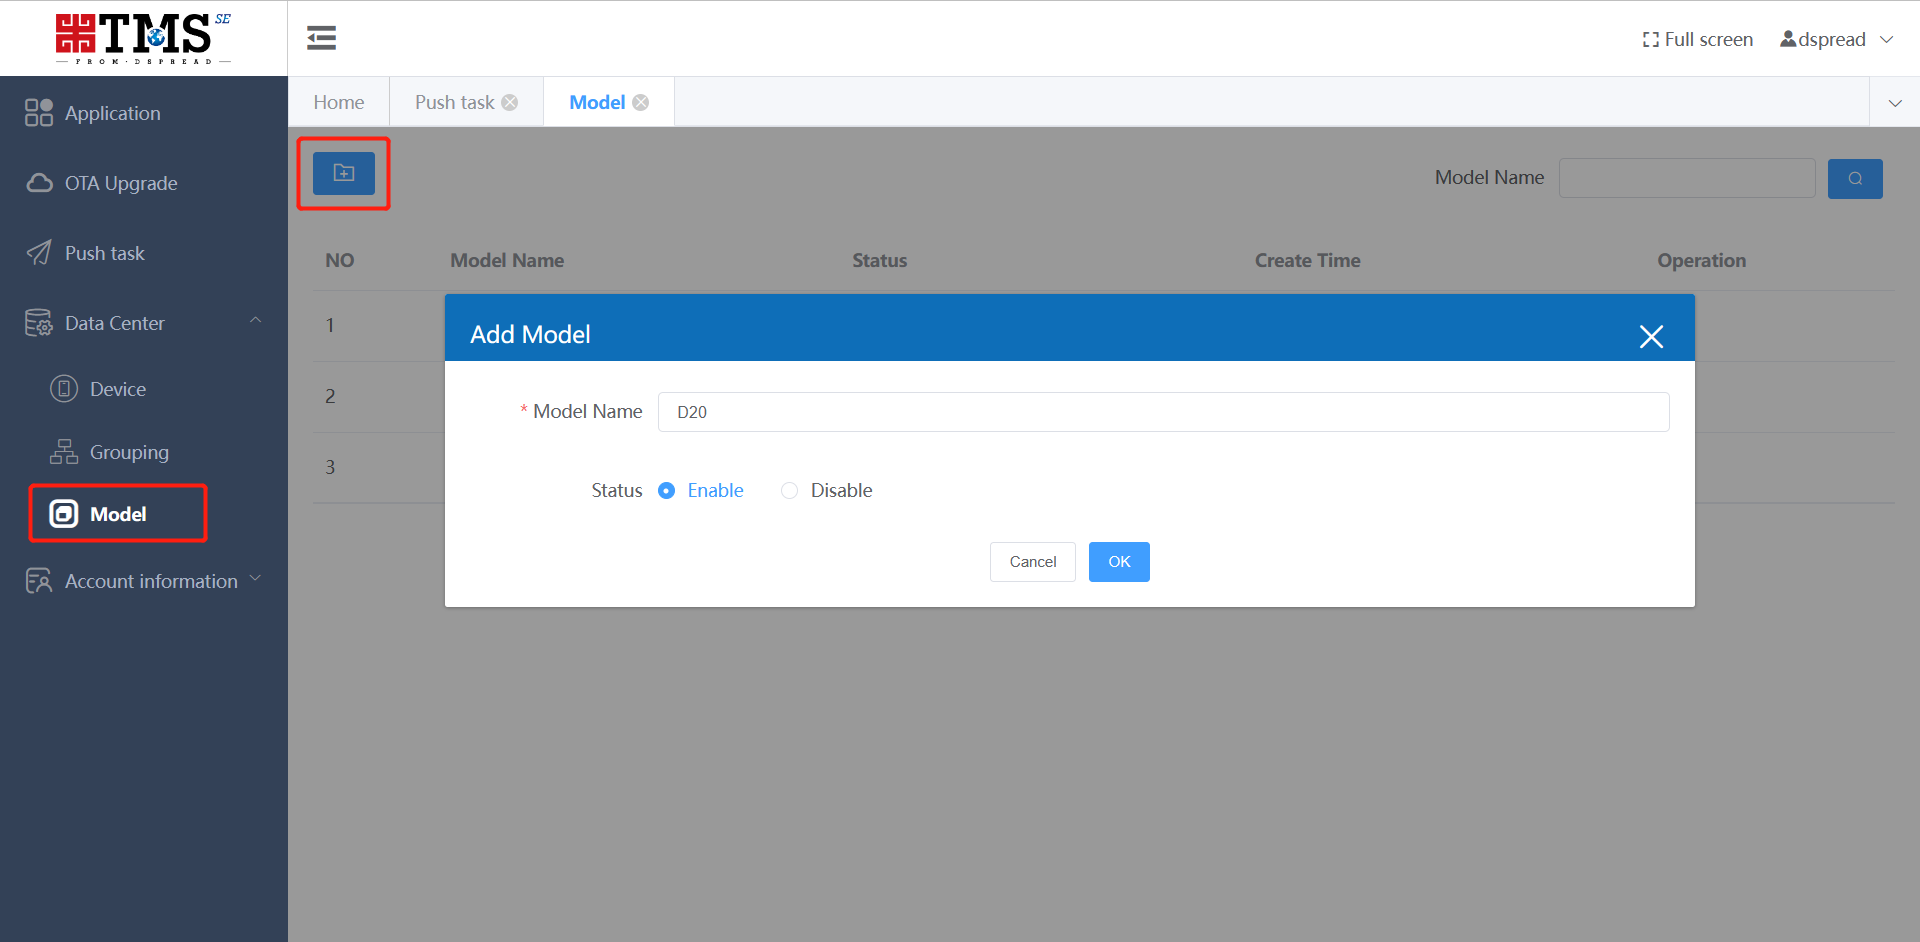 TMS SE
FROM·DSPREAD
Full screen
dspread
Application
OTA Upgrade
Push task
Data Center
Device
Grouping
Model
Account information
Home
Push task
Model
Model Name
NO Model Name Status Create Time Operation
1
2
3
Add Model
* Model Name D20
Status Enable Disable
Cancel OK